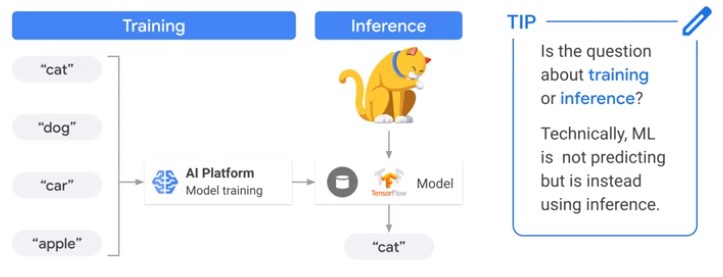 Training
Inference
“cat”
“dog”
“car”
“apple”
AI Platform
Model training
TensorFlow
Model
“cat”
TIP
Is the question
about training
or inference?
Technically, ML
is not predicting
but is instead
using inference.